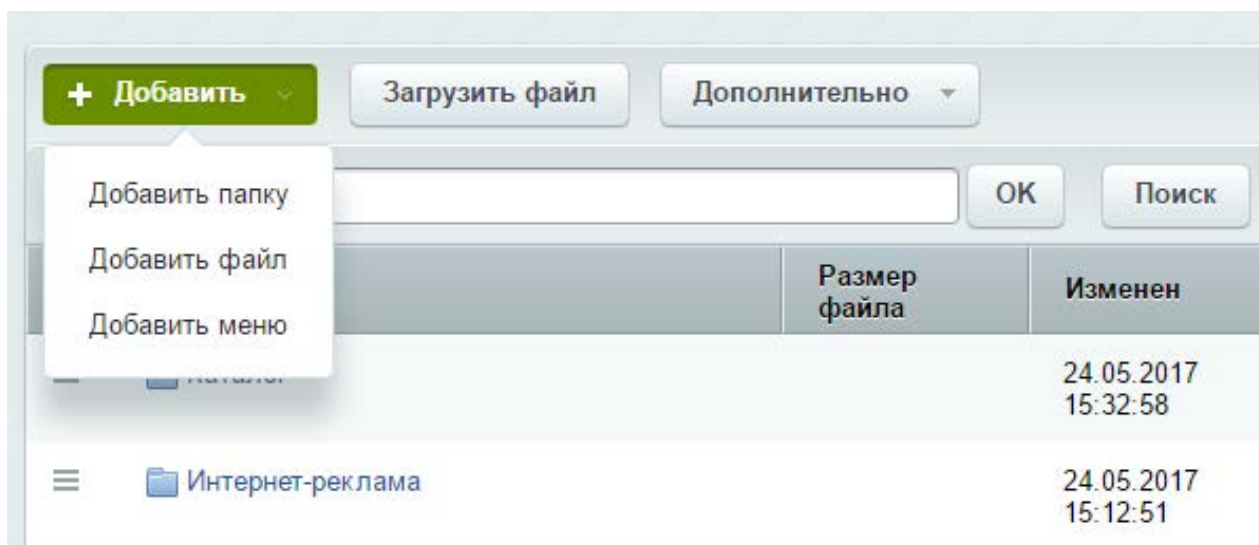 + Добавить
Загрузить файл
Дополнительно
Добавить папку
Добавить файл
Добавить меню
OK
Поиск
Размер
файла
Изменен
24.05.2017
15:32:58
Интернет-реклама
24.05.2017
15:12:51